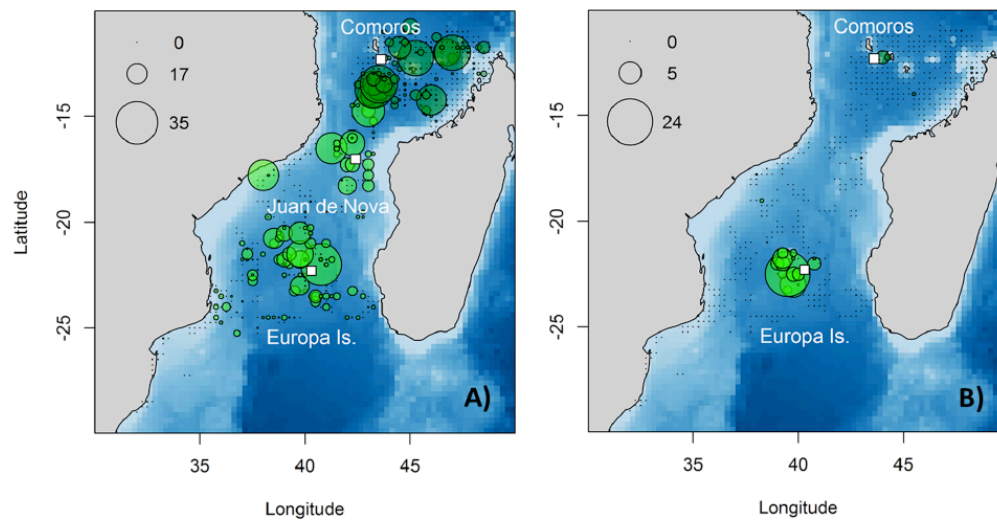 Comoros
0
17
35
-15
Juan de Nova
-20
Latitude
-25
Europa Is.
A)
35
40
45
Longitude
Comoros
0
5
24
-15
-20
-25
Europa Is.
B)
35
40
45
Longitude